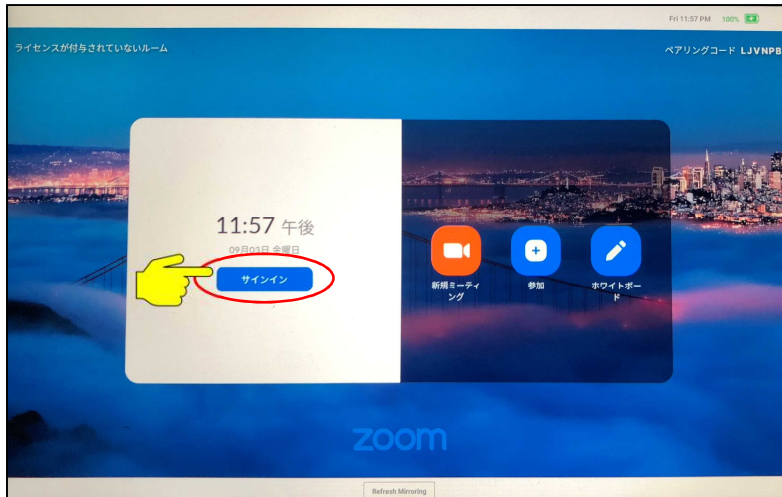 Fri 11:57 PM 100%
ライセンスが付与されていないルーム
ペアリングコード LJVNPB
11:57 午後
09月03日 金曜日
サインイン
新規ミーティ
ング
参加
ホワイトボー
ド
zoom
Refresh Mirroring